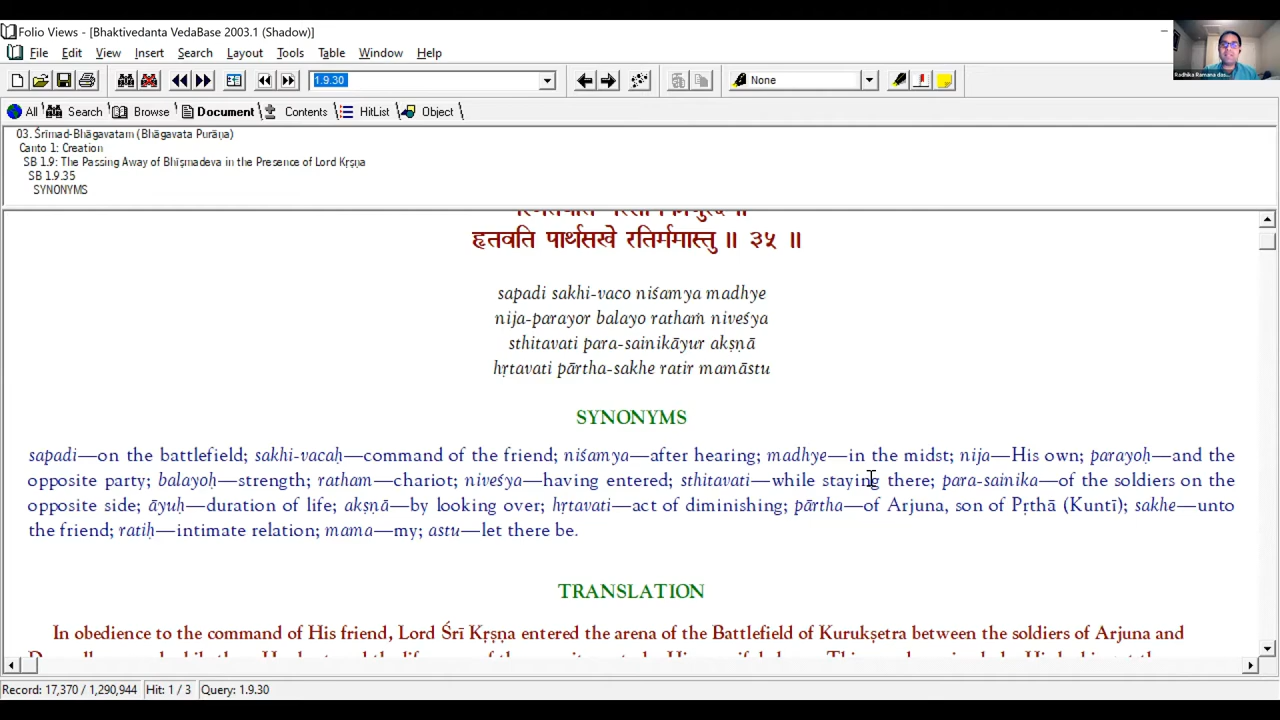 Folio Views - [Bhaktivedanta VedaBase 2003.1 (Shadow)]
File Edit View Insert Search Layout Tools Table Window Help
1.9.30 None
All Search Browse Document Contents HitList Object
03. Śrīmad-Bhāgavatam (Bhāgavata Purāṇa)
Canto 1: Creation
SB 1.9: The Passing Away of Bhīṣmadeva in the Presence of Lord Kṛṣṇa
SB 1.9.35
SYNONYMS
हृतवति पार्थसखे रतिर्ममास्तु ॥ ३५ ॥
sapadi sakhi-vaco niśamya madhye
nija-parayor balayo rathaṁ niveśya
sthitavati para-sainikāyur akṣṇā
hṛtavati pārtha-sakhe ratir mamāstu
SYNONYMS
sapadi—on the battlefield; sakhi-vacaḥ—command of the friend; niśamya—after hearing; madhye—in the midst; nija—His own; parayoḥ—and the
opposite party; balayoḥ—strength; ratham—chariot; niveśya—having entered; sthitavati—while staying there; para-sainika—of the soldiers on the
opposite side; āyuḥ—duration of life; akṣṇā—by looking over; hṛtavati—act of diminishing; pārtha—of Arjuna, son of Pṛthā (Kuntī); sakhe—unto
the friend; ratiḥ—intimate relation; mama—my; astu—let there be.
TRANSLATION
In obedience to the command of His friend, Lord Śrī Kṛṣṇa entered the arena of the Battlefield of Kurukṣetra between the soldiers of Arjuna and
Record: 17,370 / 1,290,944 Hit: 1 / 3 Query: 1.9.30
Radhika Ramana das...